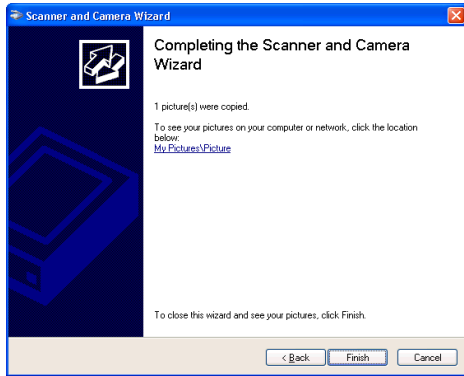 Scanner and Camera Wizard
Completing the Scanner and Camera
Wizard
1 picture(s) were copied.
To see your pictures on your computer or network, click the location
below:
My Pictures\Picture
To close this wizard and see your pictures, click Finish.
< Back Finish Cancel